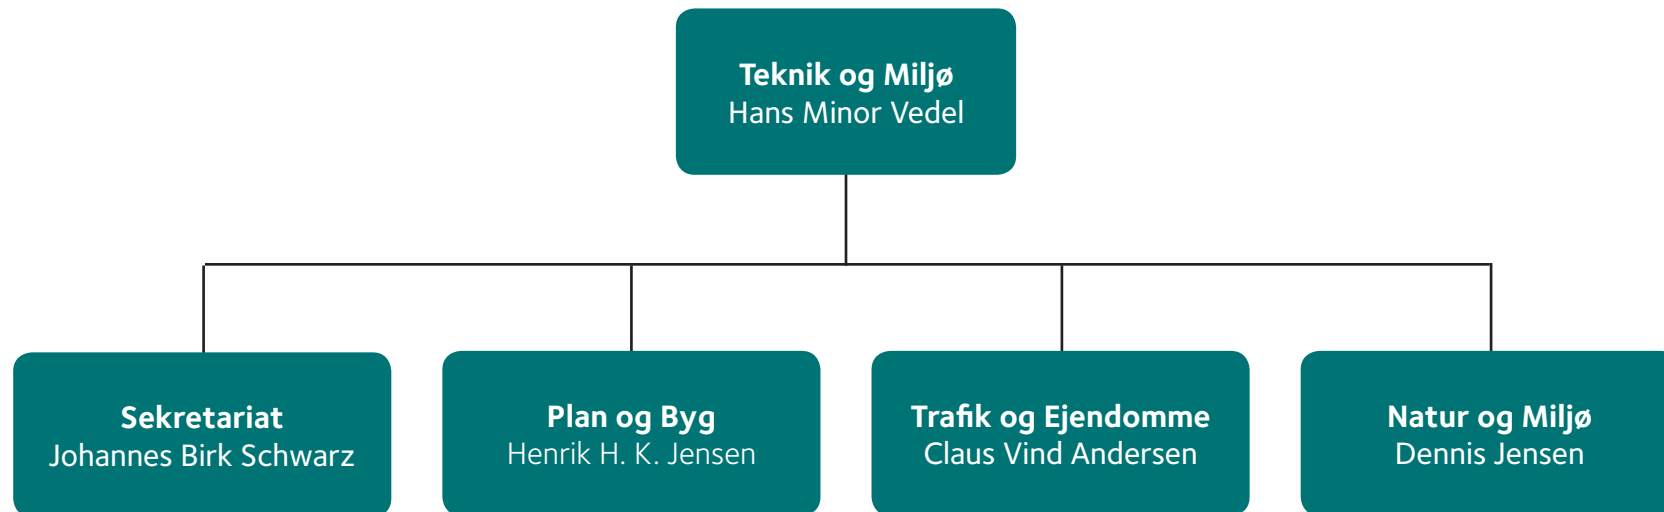 Teknik og Miljø
Hans Minor Vedel
Sekretariat
Johannes Birk Schwarz
Plan og Byg
Henrik H. K. Jensen
Trafik og Ejendomme
Claus Vind Andersen
Natur og Miljø
Dennis Jensen